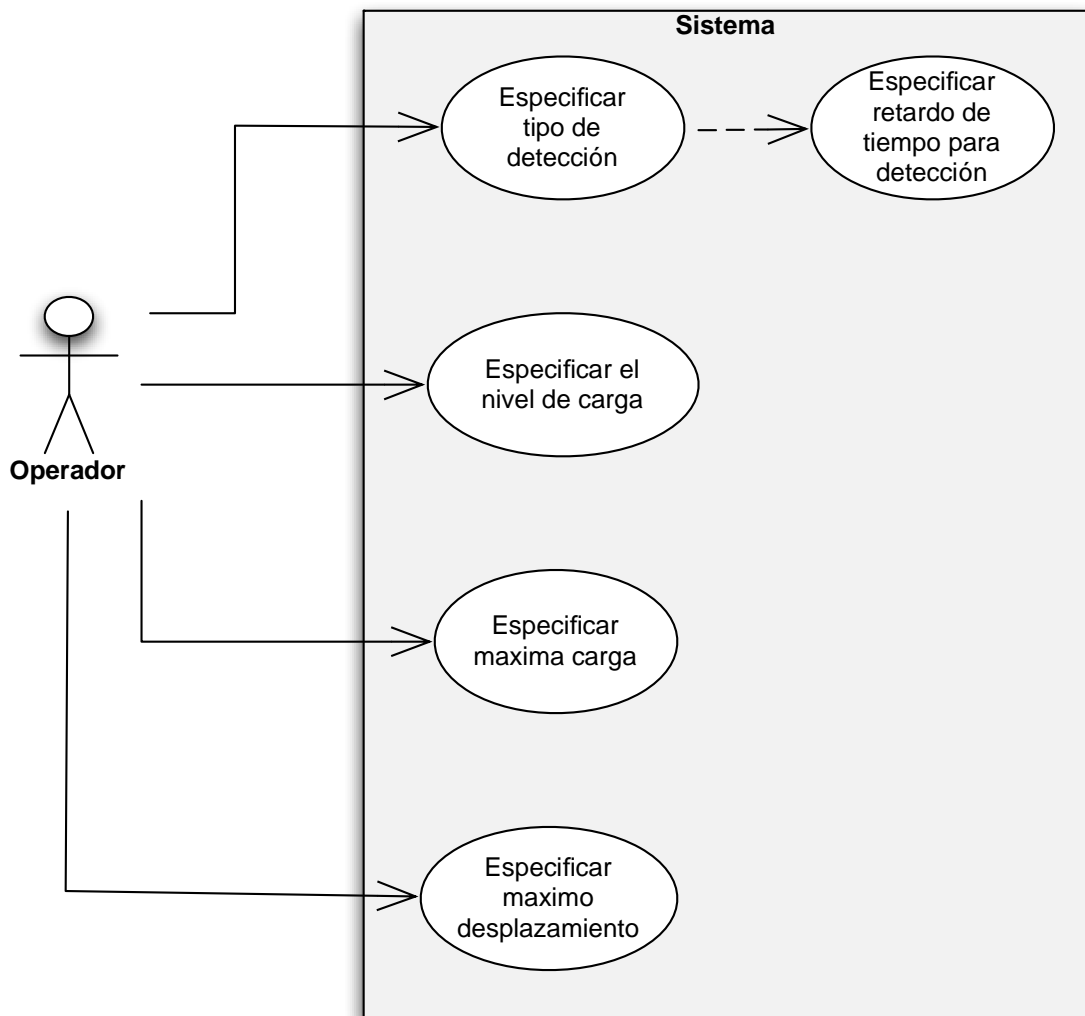 Sistema
Especificar
tipo de
detección
Especificar
retardo de
tiempo para
detección
Especificar el
nivel de carga
Operador
Especificar
maxima carga
Especificar
maximo
desplazamiento